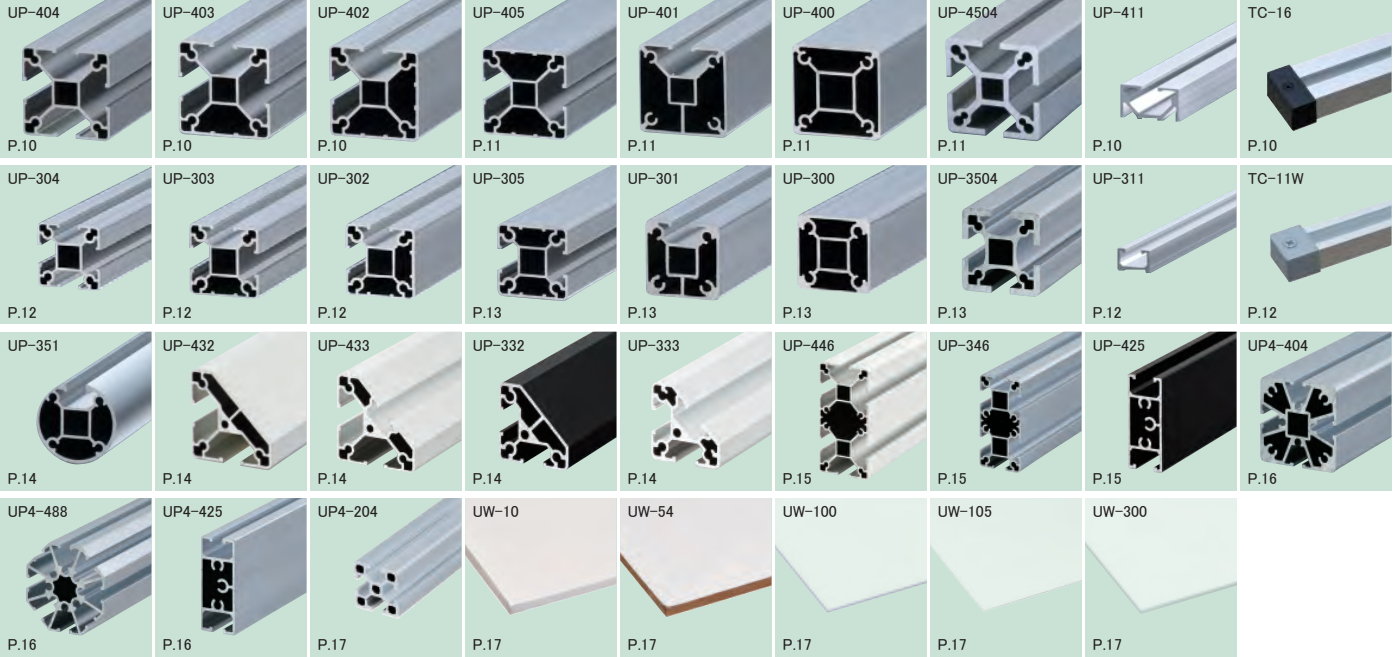 UP-404
UP-403
UP-402
UP-405
UP-401
UP-400
UP-4504
UP-411
TC-16
P.10
P.10
P.10
P.11
P.11
P.11
P.11
P.10
P.10
UP-304
UP-303
UP-302
UP-305
UP-301
UP-300
UP-3504
UP-311
TC-11W
P.12
P.12
P.12
P.13
P.13
P.13
P.13
P.12
P.12
UP-351
UP-432
UP-433
UP-332
UP-333
UP-446
UP-346
UP-425
UP4-404
P.14
P.14
P.14
P.14
P.14
P.15
P.15
P.15
P.16
UP4-488
UP4-425
UP4-204
UW-10
UW-54
UW-100
UW-105
UW-300
P.16
P.16
P.17
P.17
P.17
P.17
P.17
P.17